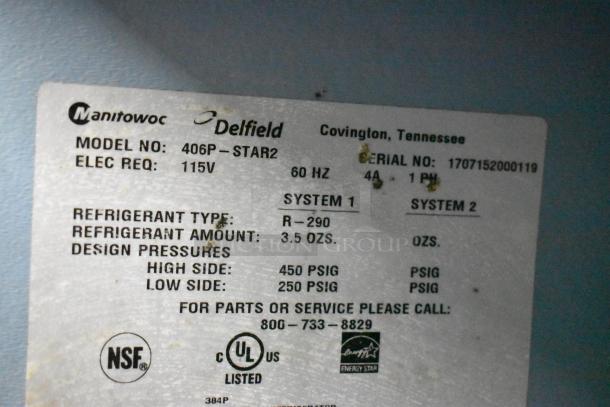 Manitowoc Delfield Covington, Tennessee
MODEL NO: 406P-STAR2 SERIAL NO: 1707152000119
ELEC REQ: 115V 60 HZ 4A 1 PH
SYSTEM 1 SYSTEM 2
REFRIGERANT TYPE: R-290
REFRIGERANT AMOUNT: 3.5 OZS. OZS.
DESIGN PRESSURES
HIGH SIDE: 450 PSIG PSIG
LOW SIDE: 250 PSIG PSIG
FOR PARTS OR SERVICE PLEASE CALL:
800-733-8829
NSF® C UL US
LISTED
energy
ENERGY STAR
384P
AUCTION GROUP